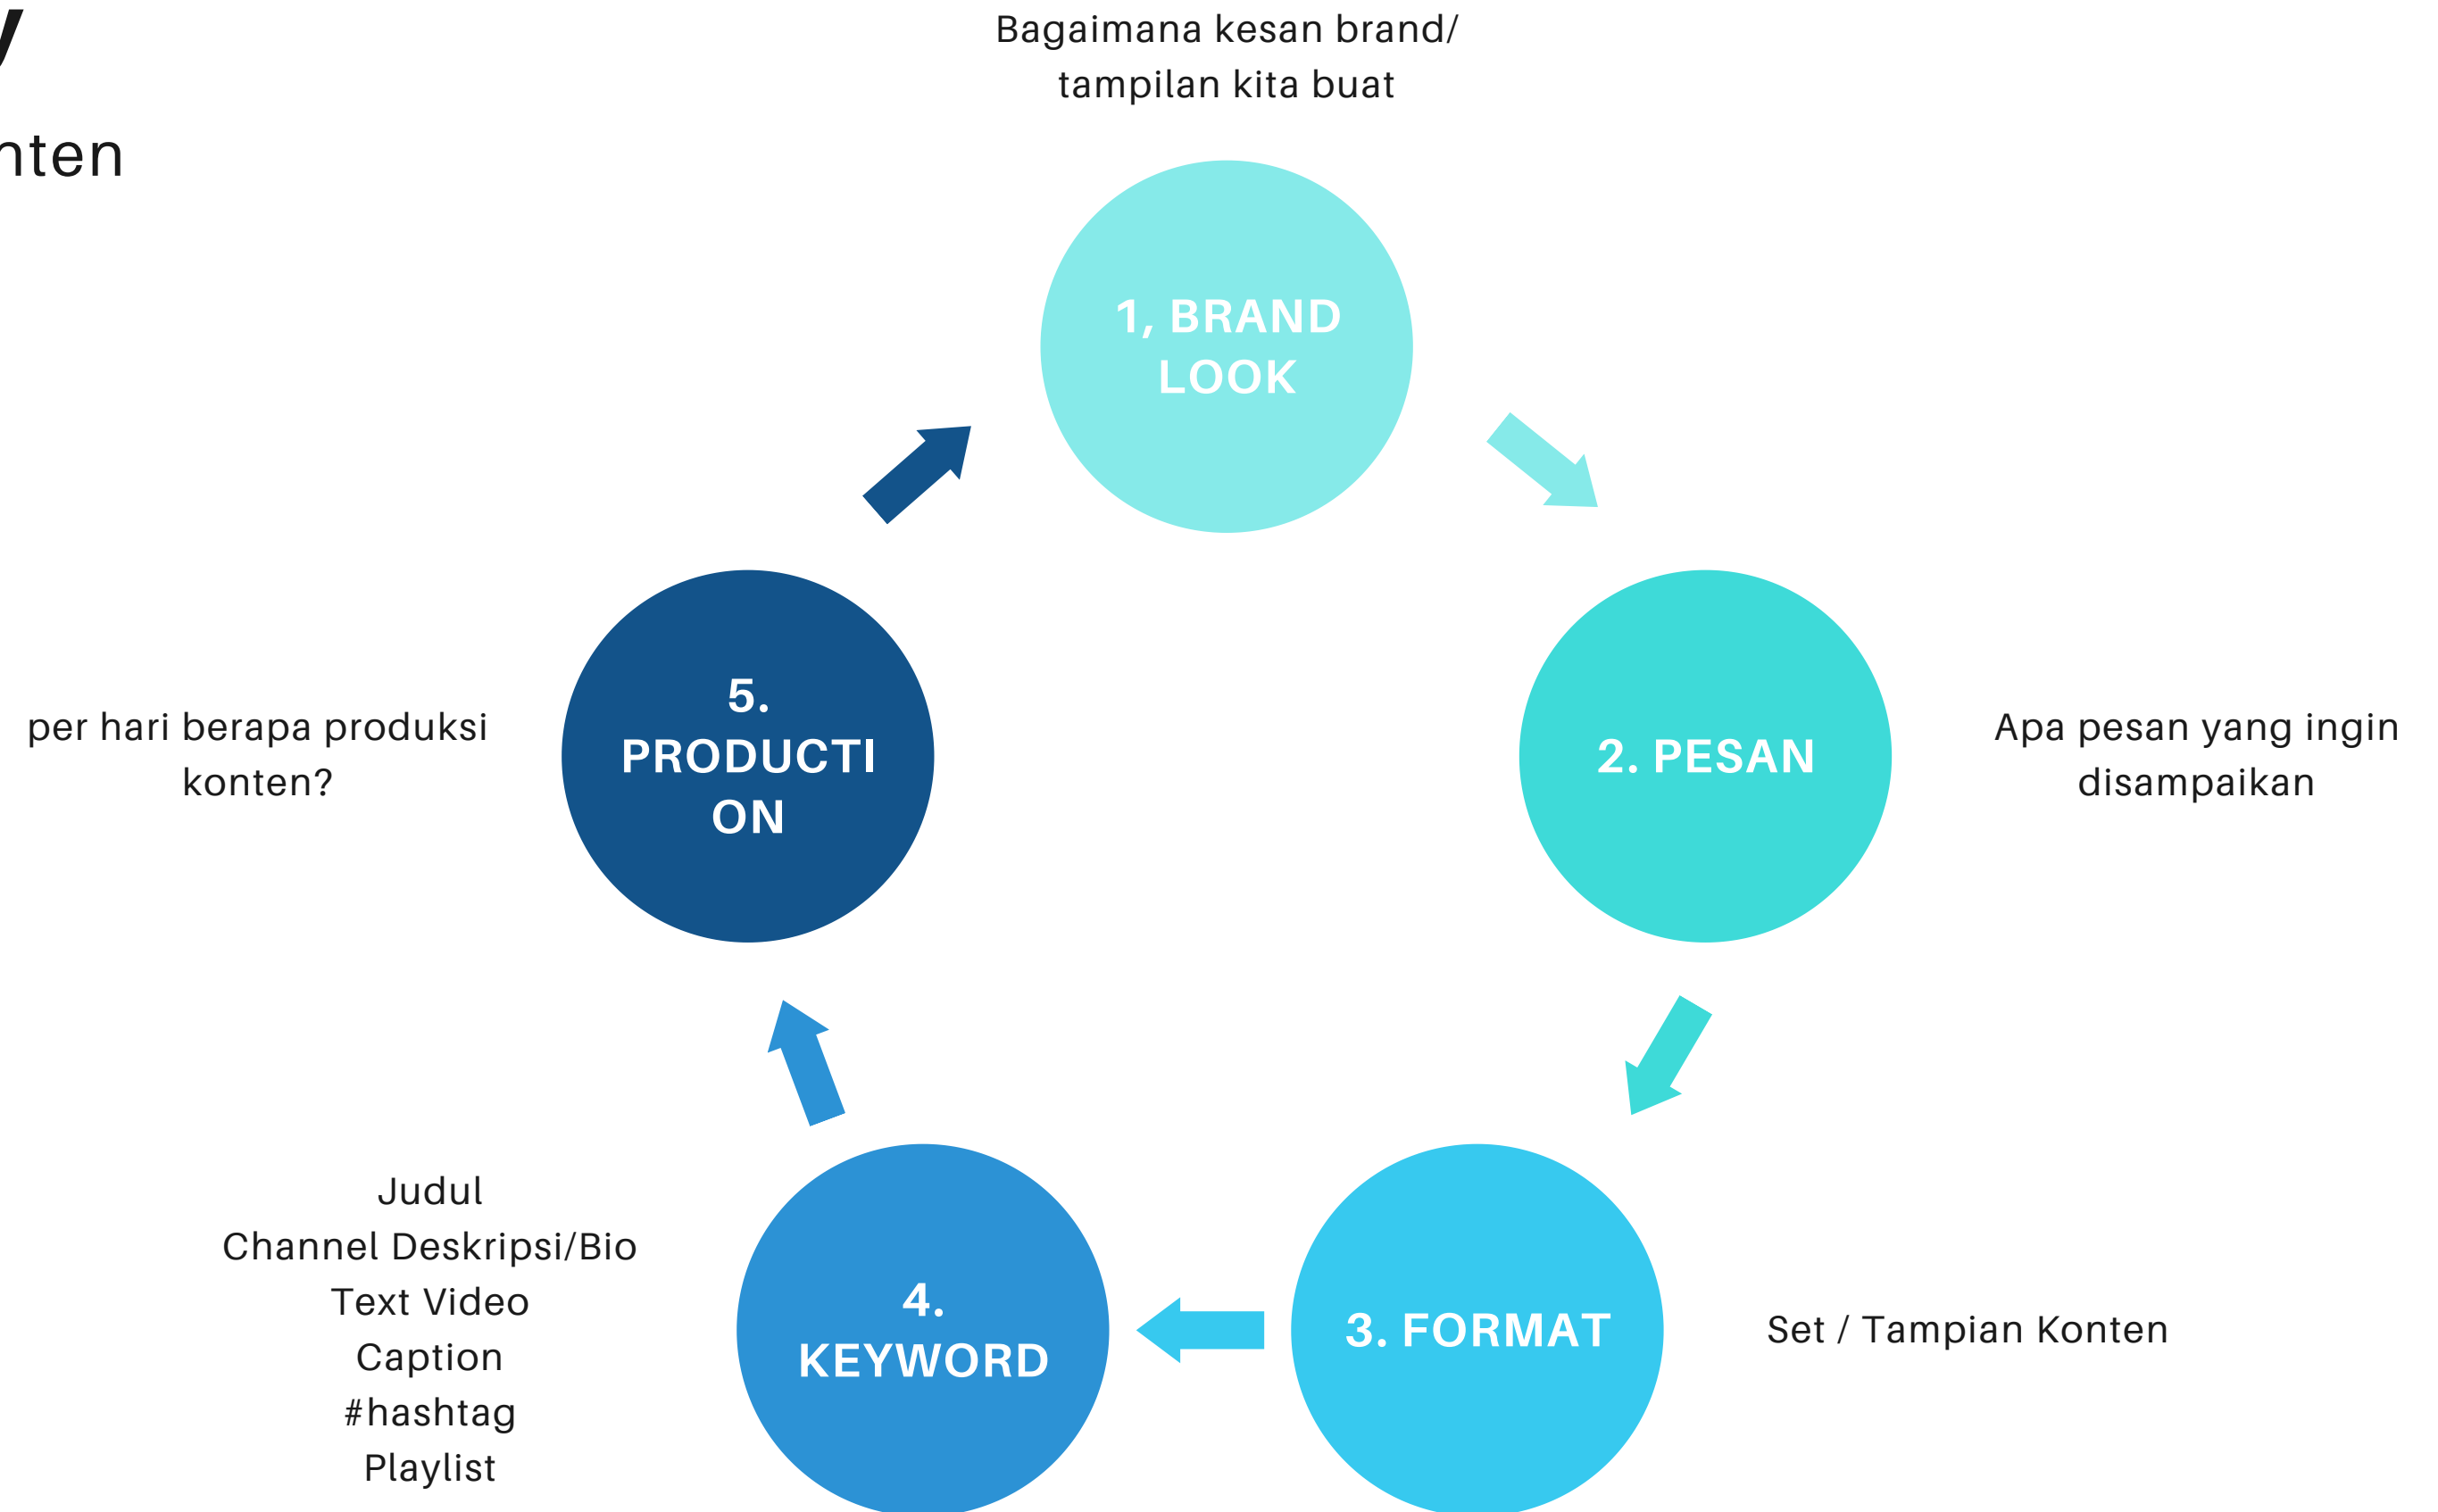 nten
Bagaimana kesan brand/
tampilan kita buat
1, BRAND
LOOK
2. PESAN
Apa pesan yang ingin
disampaikan
3. FORMAT
Set / Tampian Konten
4.
KEYWORD
Judul
Channel Deskripsi/Bio
Text Video
Caption
#hashtag
Playlist
5.
PRODUCTI
ON
per hari berapa produksi
konten?